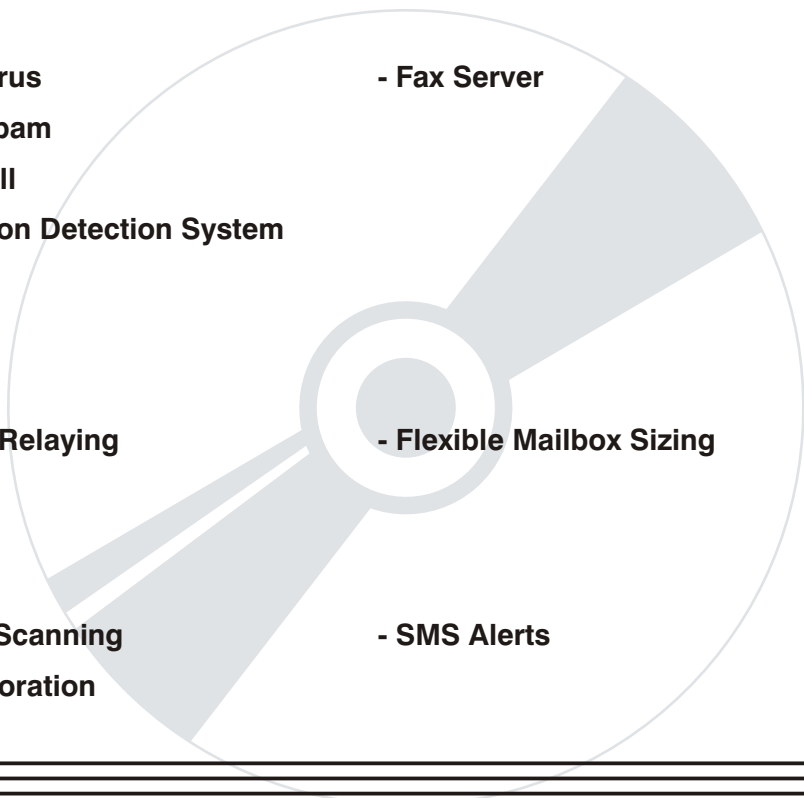 rus
pam
ll
on Detection System
Relaying
Scanning
oration
- Fax Server
- Flexible Mailbox Sizing
- SMS Alerts